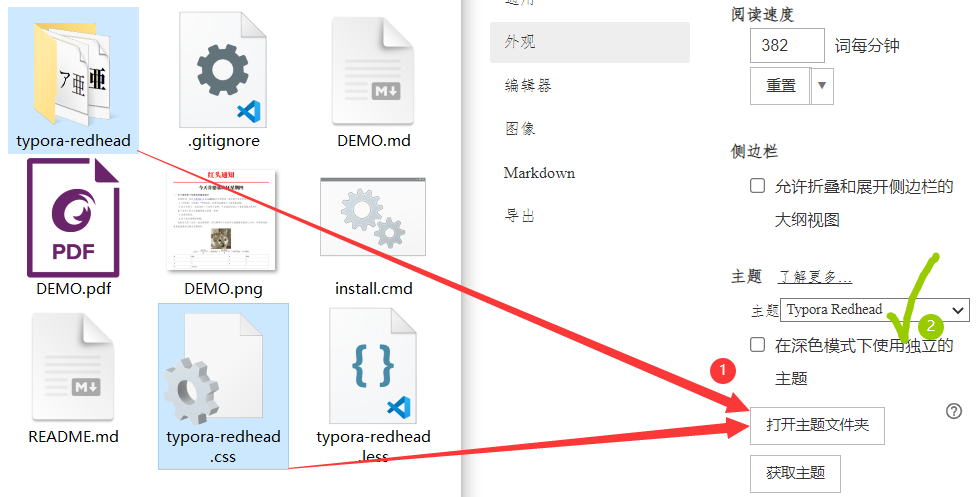 typora-redhead
.gitignore
DEMO.md
PDF
DEMO.pdf
红头通知
DEMO.png
install.cmd
README.md
typora-redhead
.css
typora-redhead
.less
外观
编辑器
图像
Markdown
导出
阅读速度
382 词每分钟
重置
侧边栏
允许折叠和展开侧边栏的
大纲视图
主题 了解更多...
主题 Typora Redhead
2
在深色模式下使用独立的
主题
1
打开主题文件夹
获取主题